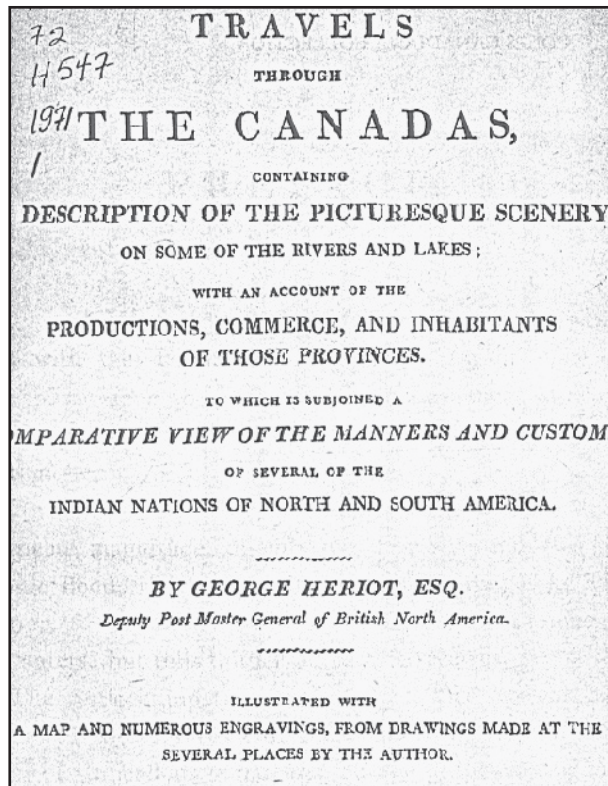 72
H547
1971
1
TRAVELS
THROUGH
THE CANADAS,
CONTAINING
DESCRIPTION OF THE PICTURESQUE SCENERY
ON SOME OF THE RIVERS AND LAKES;
WITH AN ACCOUNT OF THE
PRODUCTIONS, COMMERCE, AND INHABITANTS
OF THOSE PROVINCES.
TO WHICH IS SUBJOINED A
OMPARATIVE VIEW OF THE MANNERS AND CUSTOM
OF SEVERAL OF THE
INDIAN NATIONS OF NORTH AND SOUTH AMERICA.
BY GEORGE HERIOT, ESQ.
Deputy Post Master General of British North America.
ILLUSTRATED WITH
A MAP AND NUMEROUS ENGRAVINGS, FROM DRAWINGS MADE AT THE
SEVERAL PLACES BY THE AUTHOR.